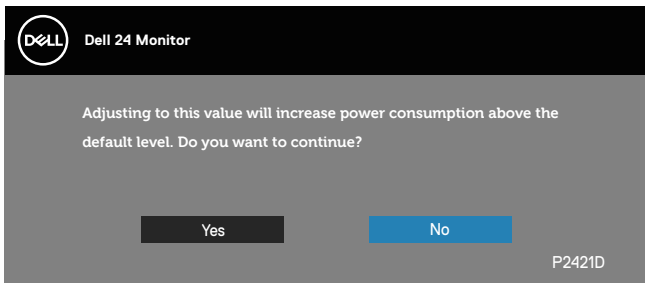 DELL
Dell 24 Monitor
Adjusting to this value will increase power consumption above the
default level. Do you want to continue?
Yes
No
P2421D